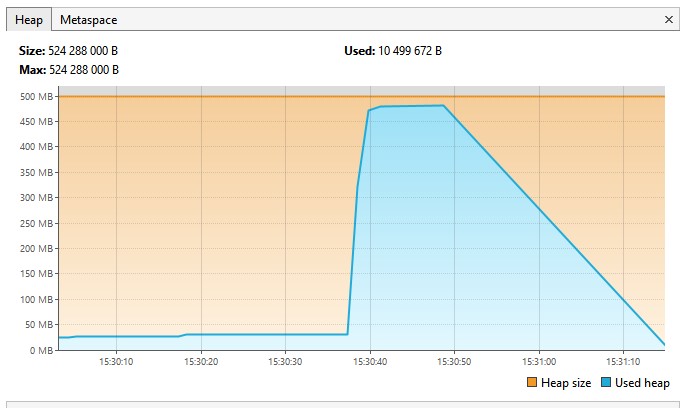 Heap Metaspace ×
Size: 524 288 000 B Used: 10 499 672 B
Max: 524 288 000 B
500 MB
450 MB
400 MB
350 MB
300 MB
250 MB
200 MB
150 MB
100 MB
50 MB
0 MB
15:30:10 15:30:20 15:30:30 15:30:40 15:30:50 15:31:00 15:31:10
Heap size Used heap